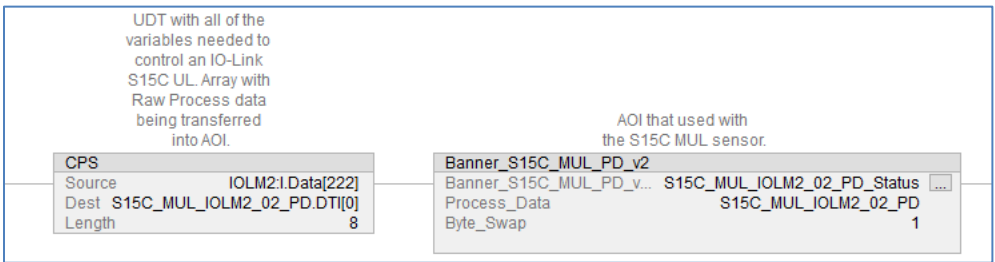 UDT with all of the
variables needed to
control an IO-Link
S15C UL. Array with
Raw Process data
being transferred
into AOI.
CPS
Source IOLM2:I.Data[222]
Dest S15C_MUL_IOLM2_02_PD.DTI[0]
Length 8
AOI that used with
the S15C MUL sensor.
Banner_S15C_MUL_PD_v2
Banner_S15C_MUL_PD_v... S15C_MUL_IOLM2_02_PD_Status ...
Process_Data S15C_MUL_IOLM2_02_PD
Byte_Swap 1